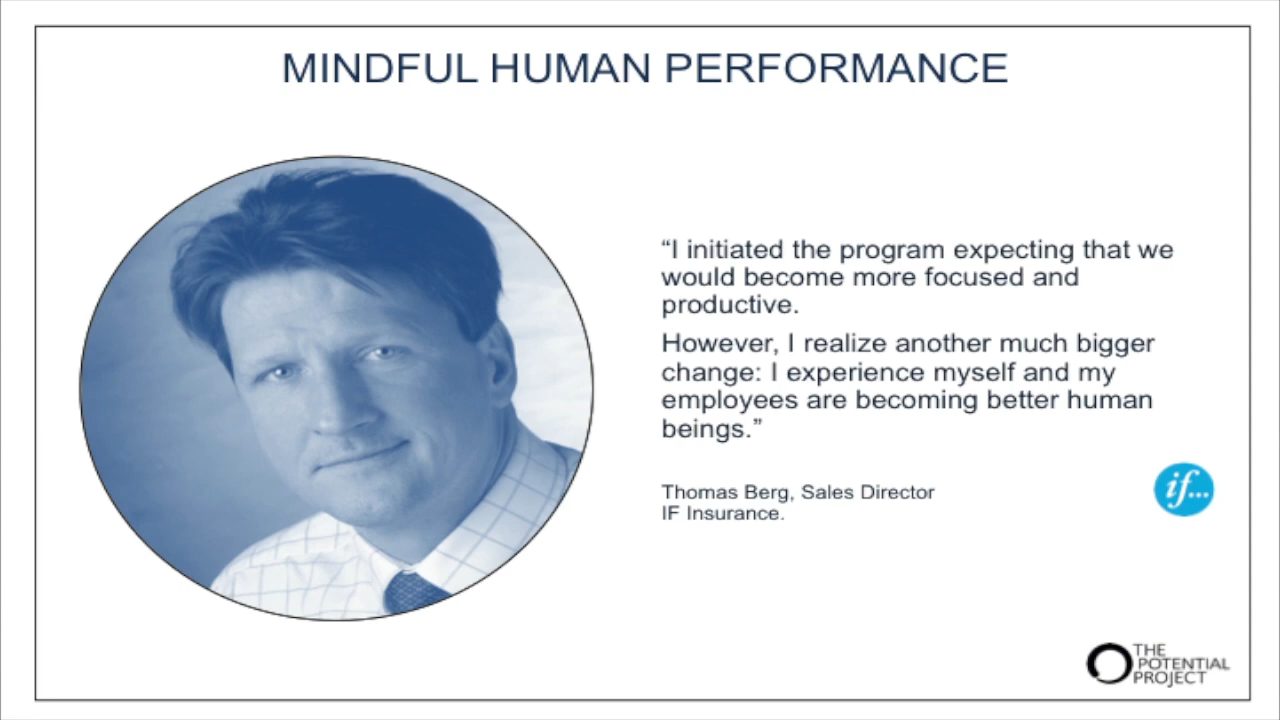 MINDFUL HUMAN PERFORMANCE
“I initiated the program expecting that we
would become more focused and
productive.
However, I realize another much bigger
change: I experience myself and my
employees are becoming better human
beings.”
Thomas Berg, Sales Director
IF Insurance.
if...
THE
POTENTIAL
PROJECT